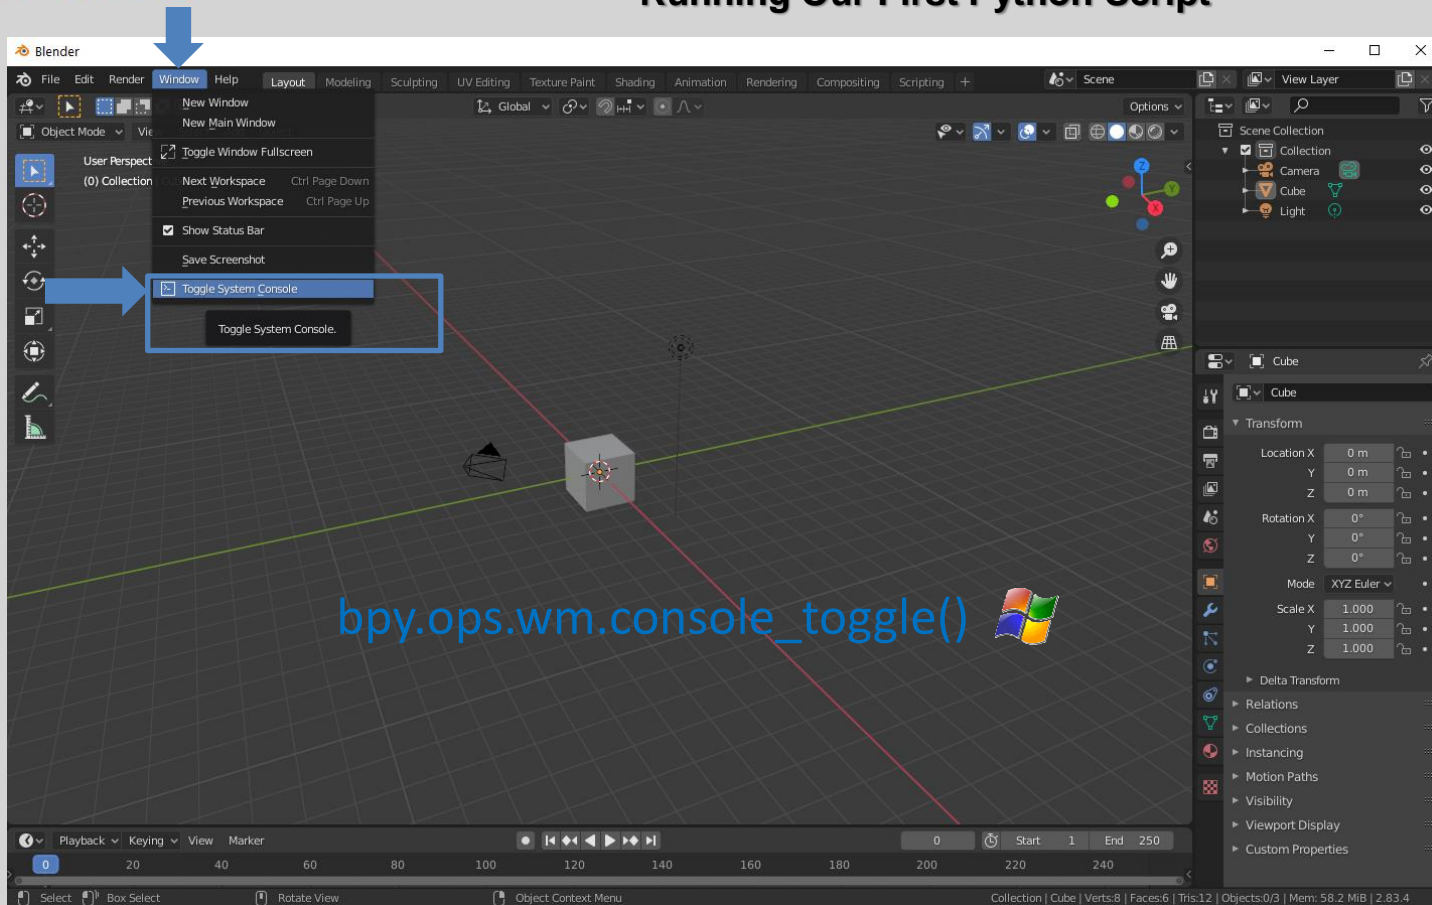 Running Our First Python Script
Blender
File Edit Render Window Help Layout Modeling Sculpting UV Editing Texture Paint Shading Animation Rendering Compositing Scripting + Scene View Layer
New Window
New Main Window
Toggle Window Fullscreen
Next Workspace Ctrl Page Down
Previous Workspace Ctrl Page Up
Show Status Bar
Save Screenshot
Toggle System Console
Toggle System Console.
Global Options
Object Mode
User Perspect
(0) Collection
Z
Y
X
Scene Collection
Collection
Camera
Cube
Light
Cube
Cube
Transform
Location X 0 m
Y 0 m
Z 0 m
Rotation X 0°
Y 0°
Z 0°
Mode XYZ Euler
Scale X 1.000
Y 1.000
Z 1.000
Delta Transform
Relations
Collections
Instancing
Motion Paths
Visibility
Viewport Display
Custom Properties
bpy.ops.wm.console_toggle()
Playback Keying View Marker 0 Start 1 End 250
0 20 40 60 80 100 120 140 160 180 200 220 240
Select Box Select Rotate View Object Context Menu Collection | Cube | Verts:8 | Faces:6 | Tris:12 | Objects:0/3 | Mem: 58.2 MiB | 2.83.4